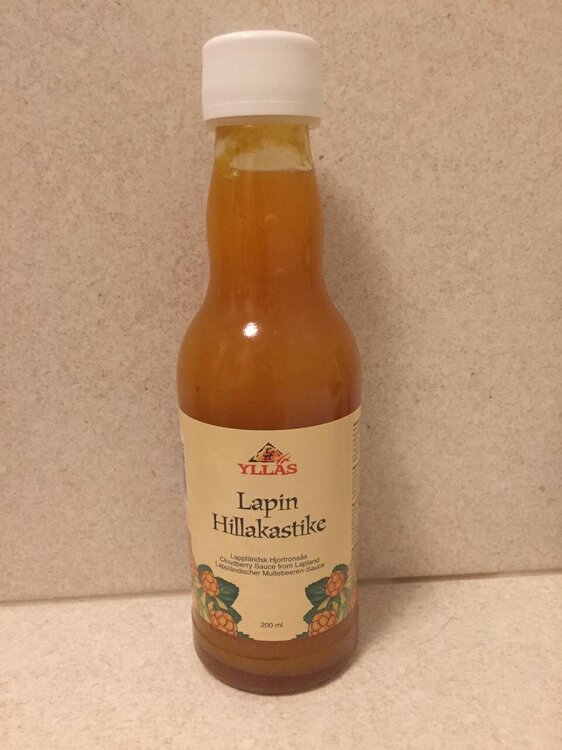 YLLÄS
Lapin
Hillakastike
Lappländsk Hjortronsås
Cloudberry Sauce from Lapland
Lappländischer Multebeeren-Sauce
200 ml